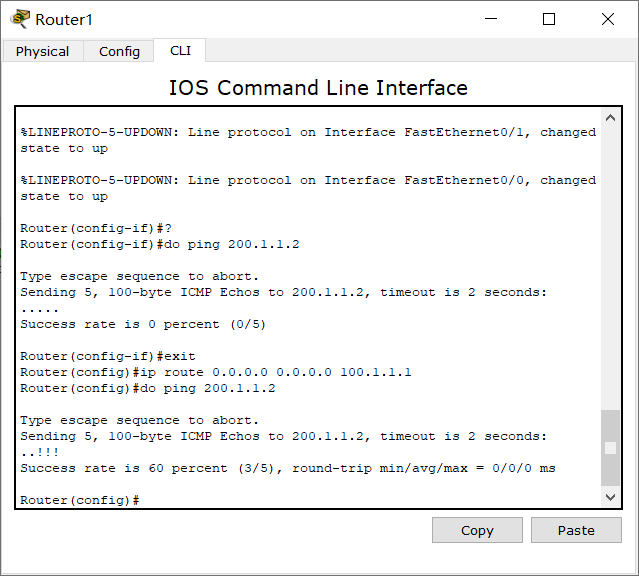 Router1
Physical Config CLI
IOS Command Line Interface
%LINEPROTO-5-UPDOWN: Line protocol on Interface FastEthernet0/1, changed
state to up
%LINEPROTO-5-UPDOWN: Line protocol on Interface FastEthernet0/0, changed
state to up
Router(config-if)#?
Router(config-if)#do ping 200.1.1.2
Type escape sequence to abort.
Sending 5, 100-byte ICMP Echos to 200.1.1.2, timeout is 2 seconds:
.....
Success rate is 0 percent (0/5)
Router(config-if)#exit
Router(config)#ip route 0.0.0.0 0.0.0.0 100.1.1.1
Router(config)#do ping 200.1.1.2
Type escape sequence to abort.
Sending 5, 100-byte ICMP Echos to 200.1.1.2, timeout is 2 seconds:
..!!!
Success rate is 60 percent (3/5), round-trip min/avg/max = 0/0/0 ms
Router(config)#
Copy Paste